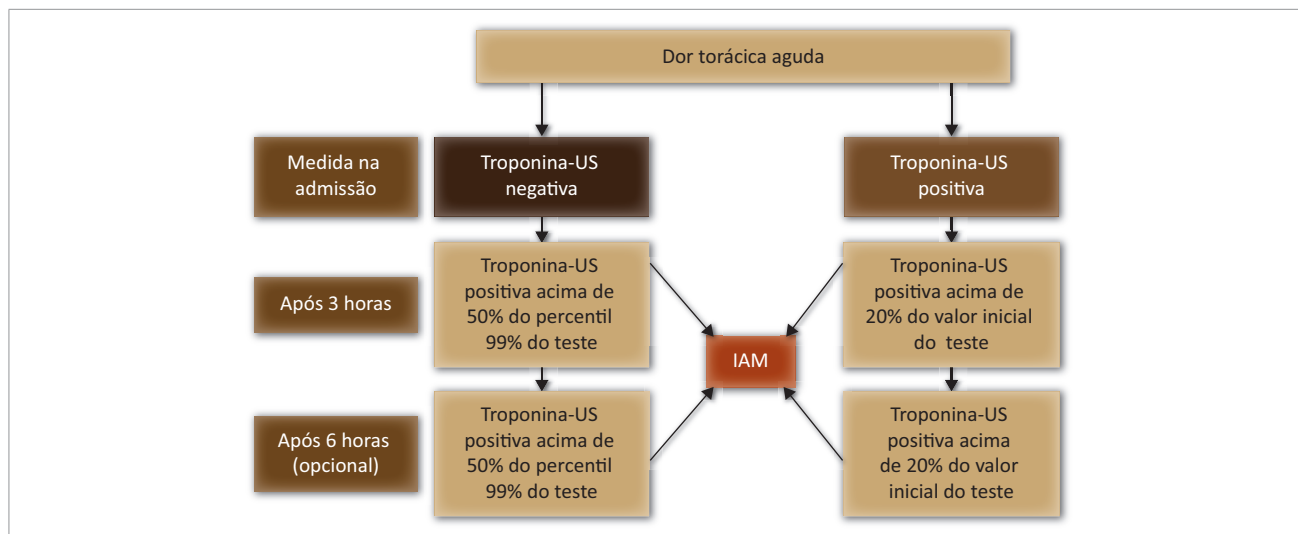 Dor torácica aguda
Medida na
admissão
Troponina-US
negativa
Troponina-US
positiva
Após 3 horas
Troponina-US
positiva acima de
50% do percentil
99% do teste
IAM
Troponina-US
positiva acima de
20% do valor inicial
do teste
Após 6 horas
(opcional)
Troponina-US
positiva acima de
50% do percentil
99% do teste
Troponina-US
positiva acima
de 20% do valor
inicial do teste